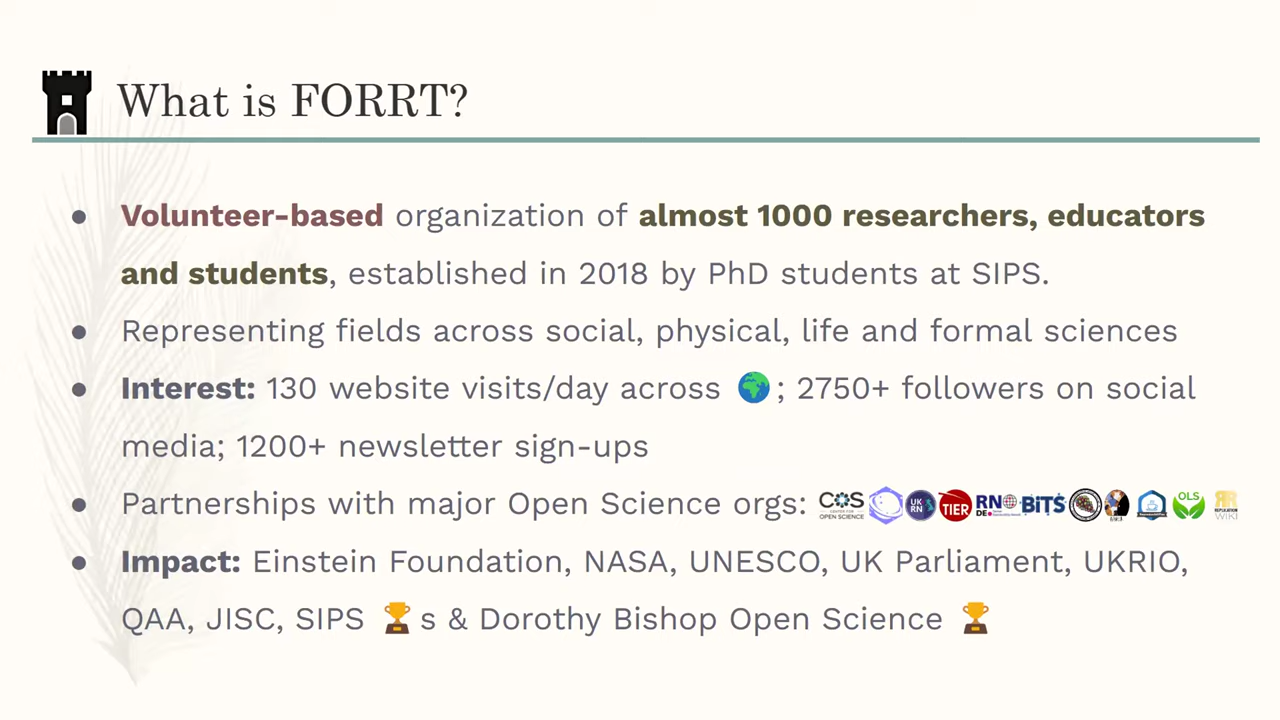 What is FORRT?
● Volunteer-based organization of almost 1000 researchers, educators
and students, established in 2018 by PhD students at SIPS.
● Representing fields across social, physical, life and formal sciences
● Interest: 130 website visits/day across 🌍; 2750+ followers on social
media; 1200+ newsletter sign-ups
● Partnerships with major Open Science orgs: COS CENTER FOR OPEN SCIENCE UK RN TIER RN DE BiTS OLS RR WIKI
● Impact: Einstein Foundation, NASA, UNESCO, UK Parliament, UKRIO,
QAA, JISC, SIPS 🏆s & Dorothy Bishop Open Science 🏆